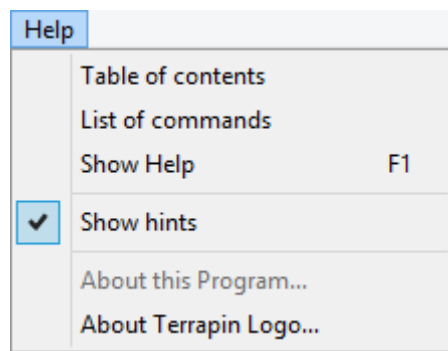 Help
Table of contents
List of commands
Show Help F1
Show hints
About this Program...
About Terrapin Logo...